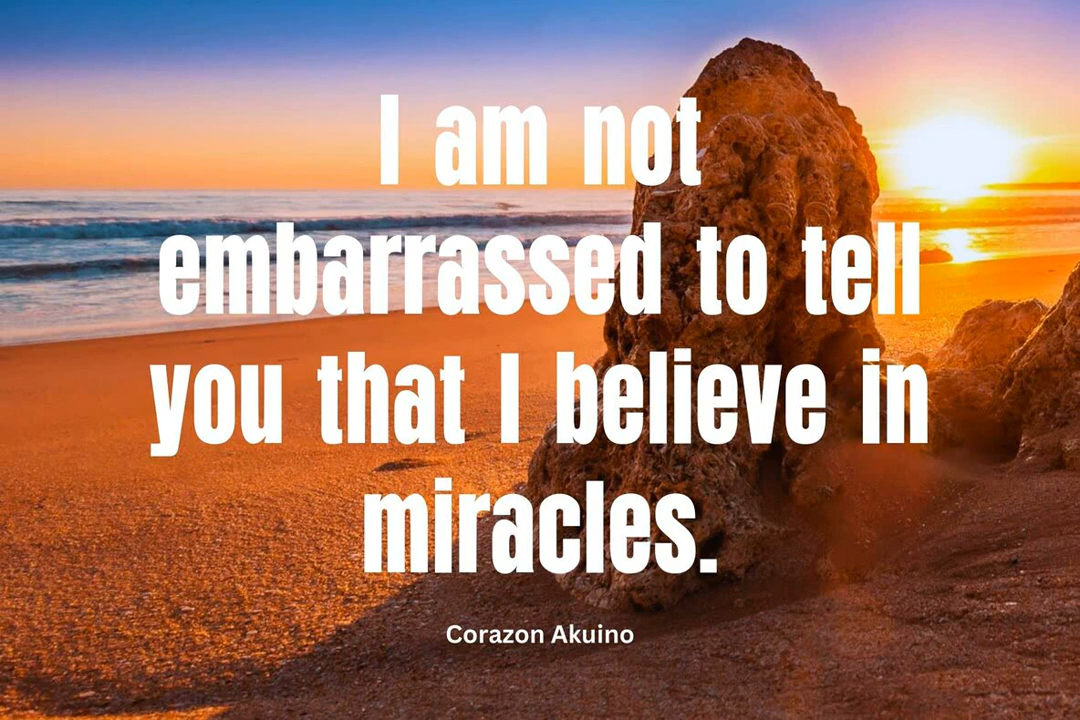 I am not
embarrassed to tell
you that I believe in
miracles.
Corazon Akuino